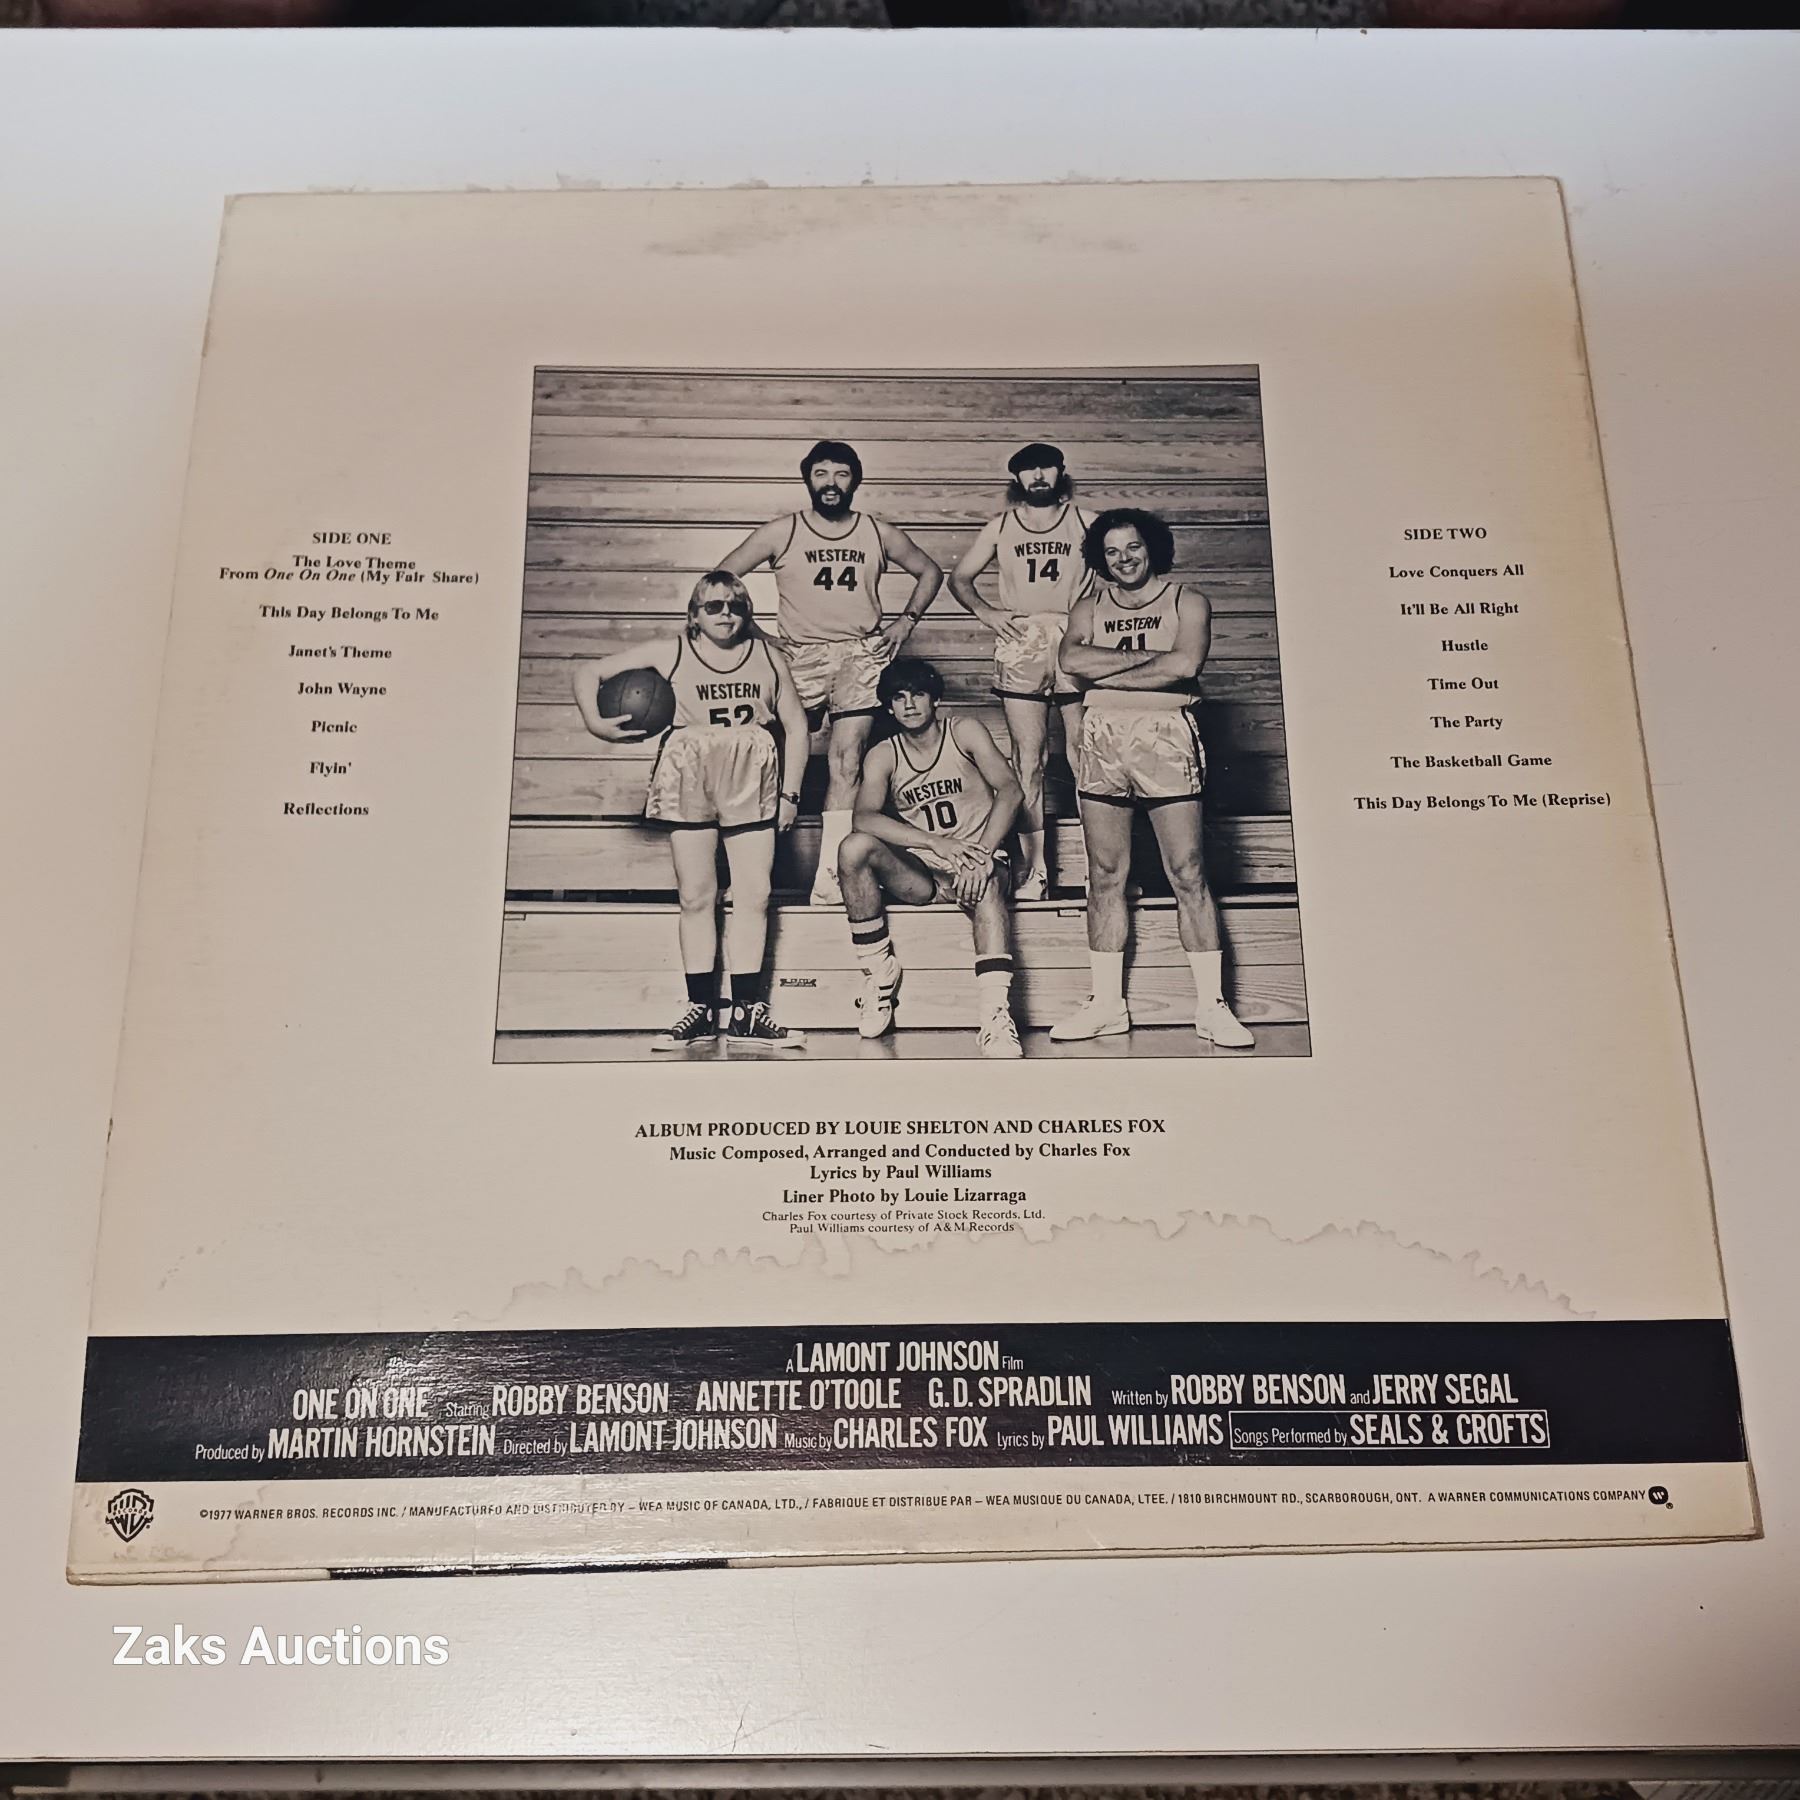 SIDE ONE
The Love Theme
From One On One (My Fair Share)
This Day Belongs To Me
Janet's Theme
John Wayne
Picnic
Flyin'
Reflections
WESTERN
44
WESTERN
14
WESTERN
41
WESTERN
52
WESTERN
10
SIDE TWO
Love Conquers All
It'll Be All Right
Hustle
Time Out
The Party
The Basketball Game
This Day Belongs To Me (Reprise)
ALBUM PRODUCED BY LOUIE SHELTON AND CHARLES FOX
Music Composed, Arranged and Conducted by Charles Fox
Lyrics by Paul Williams
Liner Photo by Louie Lizarraga
Charles Fox courtesy of Private Stock Records, Ltd.
Paul Williams courtesy of A&M Records
A LAMONT JOHNSON Film
ONE ON ONE Starring ROBBY BENSON ANNETTE O'TOOLE G.D. SPRADLIN Written by ROBBY BENSON and JERRY SEGAL
Produced by MARTIN HORNSTEIN Directed by LAMONT JOHNSON Music by CHARLES FOX Lyrics by PAUL WILLIAMS Songs Performed by SEALS & CROFTS
©1977 WARNER BROS. RECORDS INC. / MANUFACTURED AND DISTRIBUTED BY – WEA MUSIC OF CANADA, LTD., / FABRIQUE ET DISTRIBUE PAR – WEA MUSIQUE DU CANADA, LTEE. / 1810 BIRCHMOUNT RD., SCARBOROUGH, ONT. A WARNER COMMUNICATIONS COMPANY
Zaks Auctions